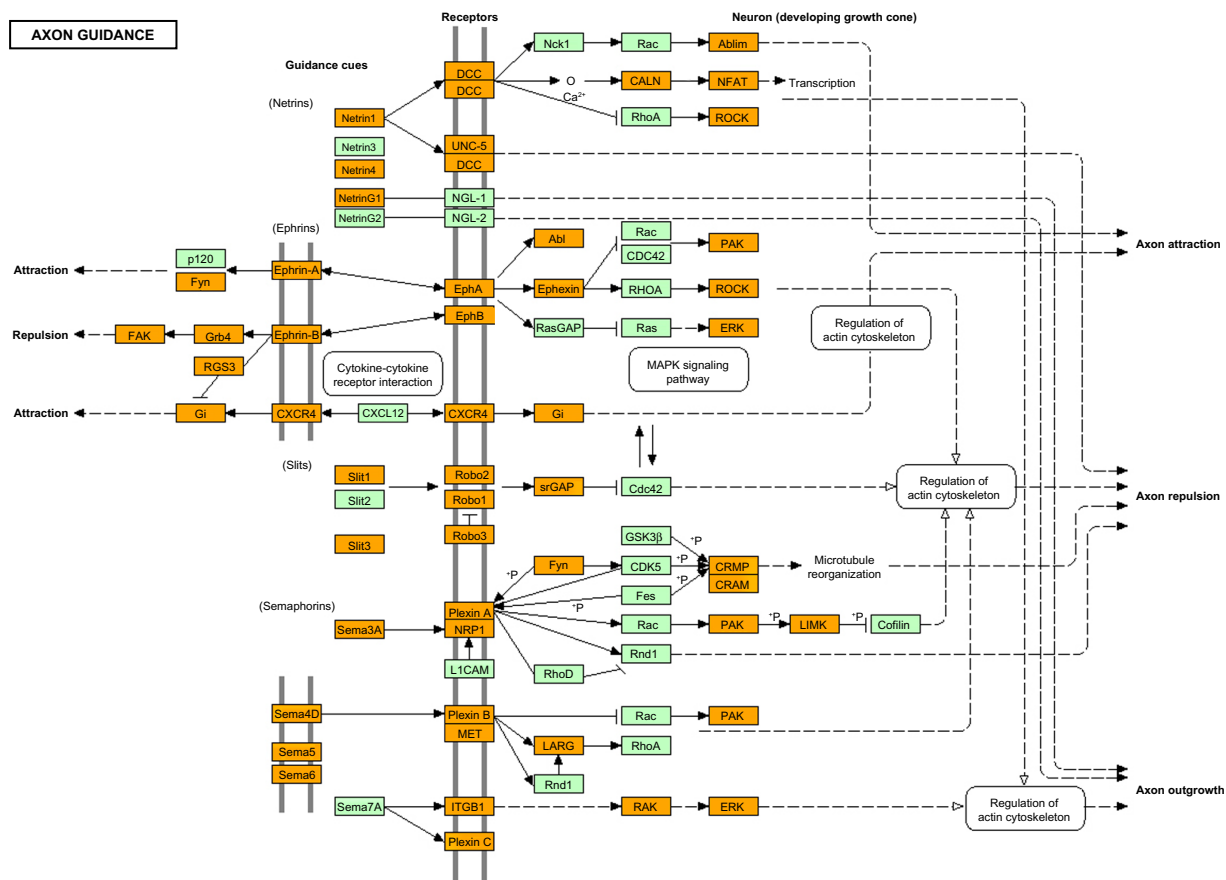 AXON GUIDANCE
Receptors
Neuron (developing growth cone)
Guidance cues
(Netrins)
Netrin1
Netrin3
Netrin4
NetrinG1
NetrinG2
DCC
DCC
UNC-5
DCC
NGL-1
NGL-2
Nck1
Rac
Ablim
O
Ca2+
CALN
NFAT
Transcription
RhoA
ROCK
(Ephrins)
p120
Fyn
Ephrin-A
Attraction
EphA
EphB
Abl
Ephexin
RasGAP
Rac
CDC42
PAK
RHOA
ROCK
Ras
ERK
Axon attraction
Regulation of
actin cytoskeleton
Repulsion
FAK
Grb4
Ephrin-B
RGS3
Cytokine-cytokine
receptor interaction
MAPK signaling
pathway
Attraction
Gi
CXCR4
CXCL12
CXCR4
Gi
(Slits)
Slit1
Slit2
Slit3
Robo2
Robo1
Robo3
srGAP
Cdc42
Regulation of
actin cytoskeleton
Axon repulsion
GSK3β
+P
Fyn
CDK5
+P
CRMP
CRAM
Microtubule
reorganization
+P
Fes
+P
+P
(Semaphorins)
Sema3A
Plexin A
NRP1
L1CAM
Rac
PAK
+P
LIMK
+P
Cofilin
Rnd1
RhoD
Sema4D
Sema5
Sema6
Sema7A
Plexin B
MET
Rac
PAK
LARG
RhoA
Rnd1
ITGB1
RAK
ERK
Plexin C
Regulation of
actin cytoskeleton
Axon outgrowth